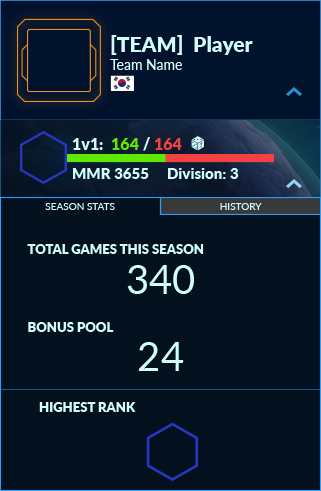 [TEAM] Player
Team Name
1v1: 164 / 164
MMR 3655 Division: 3
SEASON STATS HISTORY
TOTAL GAMES THIS SEASON
340
BONUS POOL
24
HIGHEST RANK